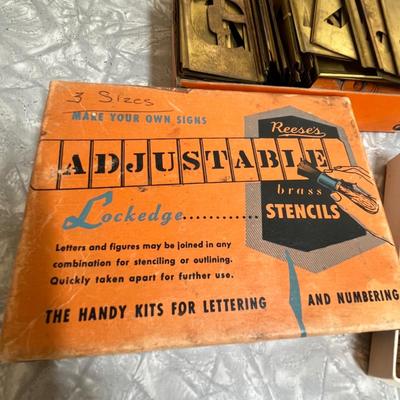 3 Sizes
MAKE YOUR OWN SIGNS
Reese's
ADJUSTABLE
brass
Lockedge............ STENCILS
Letters and figures may be joined in any
combination for stenciling or outlining.
Quickly taken apart for further use.
THE HANDY KITS FOR LETTERING AND NUMBERING